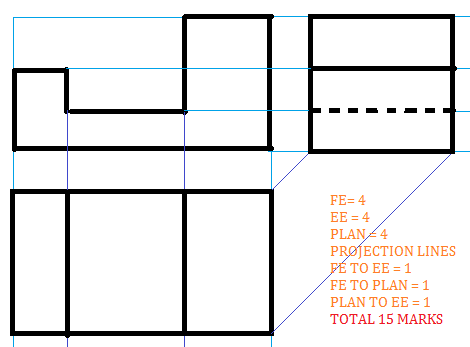 FE= 4
EE = 4
PLAN = 4
PROJECTION LINES
FE TO EE = 1
FE TO PLAN = 1
PLAN TO EE = 1
TOTAL 15 MARKS